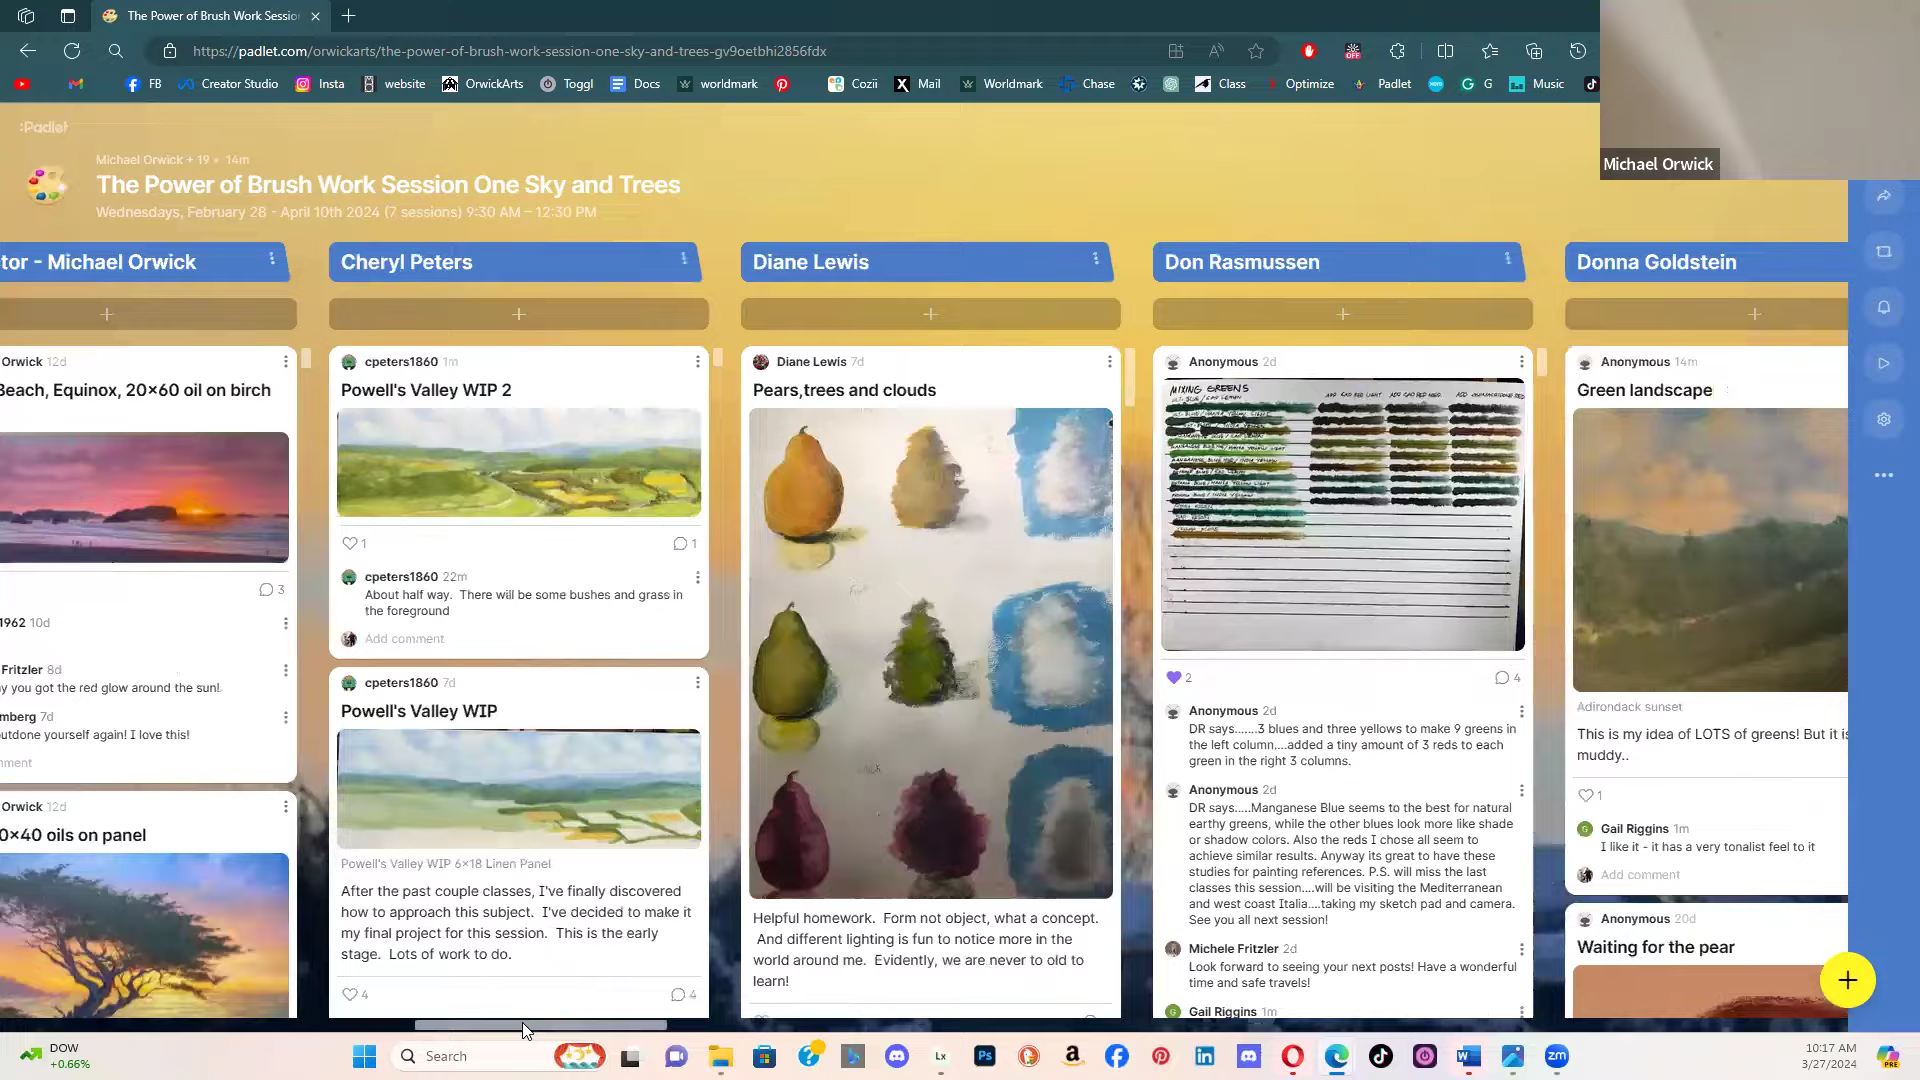 The Power of Brush Work Sessio
https://padlet.com/orwickarts/the-power-of-brush-work-session-one-sky-and-trees-gv9oetbhi2856fdx
OFF
FB
Creator Studio
Insta
website
OrwickArts
Toggl
Docs
worldmark
Cozii
Mail
Worldmark
Chase
Class
Optimize
Padlet
G
Music
Michael Orwick
:Padlet
Michael Orwick + 19 • 14m
The Power of Brush Work Session One Sky and Trees
Wednesdays, February 28 - April 10th 2024 (7 sessions) 9:30 AM – 12:30 PM
tor - Michael Orwick
Orwick 12d
Beach, Equinox, 20×60 oil on birch
3
1962 10d
Fritzler 8d
y you got the red glow around the sun!
mberg 7d
utdone yourself again! I love this!
mment
Orwick 12d
0×40 oils on panel
Cheryl Peters
cpeters1860 1m
Powell's Valley WIP 2
1
1
cpeters1860 22m
About half way. There will be some bushes and grass in
the foreground
Add comment
cpeters1860 7d
Powell's Valley WIP
Powell's Valley WIP 6×18 Linen Panel
After the past couple classes, I've finally discovered
how to approach this subject. I've decided to make it
my final project for this session. This is the early
stage. Lots of work to do.
4
4
Diane Lewis
Diane Lewis 7d
Pears,trees and clouds
Helpful homework. Form not object, what a concept.
And different lighting is fun to notice more in the
world around me. Evidently, we are never to old to
learn!
Don Rasmussen
Anonymous 2d
MIXING GREENS
2
4
Anonymous 2d
DR says.......3 blues and three yellows to make 9 greens in
the left column....added a tiny amount of 3 reds to each
green in the right 3 columns.
Anonymous 2d
DR says.....Manganese Blue seems to the best for natural
earthy greens, while the other blues look more like shade
or shadow colors. Also the reds I chose all seem to
achieve similar results. Anyway its great to have these
studies for painting references. P.S. will miss the last
classes this session....will be visiting the Mediterranean
and west coast Italia....taking my sketch pad and camera.
See you all next session!
Michele Fritzler 2d
Look forward to seeing your next posts! Have a wonderful
time and safe travels!
Gail Riggins 1m
Donna Goldstein
Anonymous 14m
Green landscape
Adirondack sunset
This is my idea of LOTS of greens! But it is
muddy..
1
Gail Riggins 1m
I like it - it has a very tonalist feel to it
Add comment
Anonymous 20d
Waiting for the pear
DOW
+0.66%
Search
Lx
Ps
zm
10:17 AM
3/27/2024
PRE